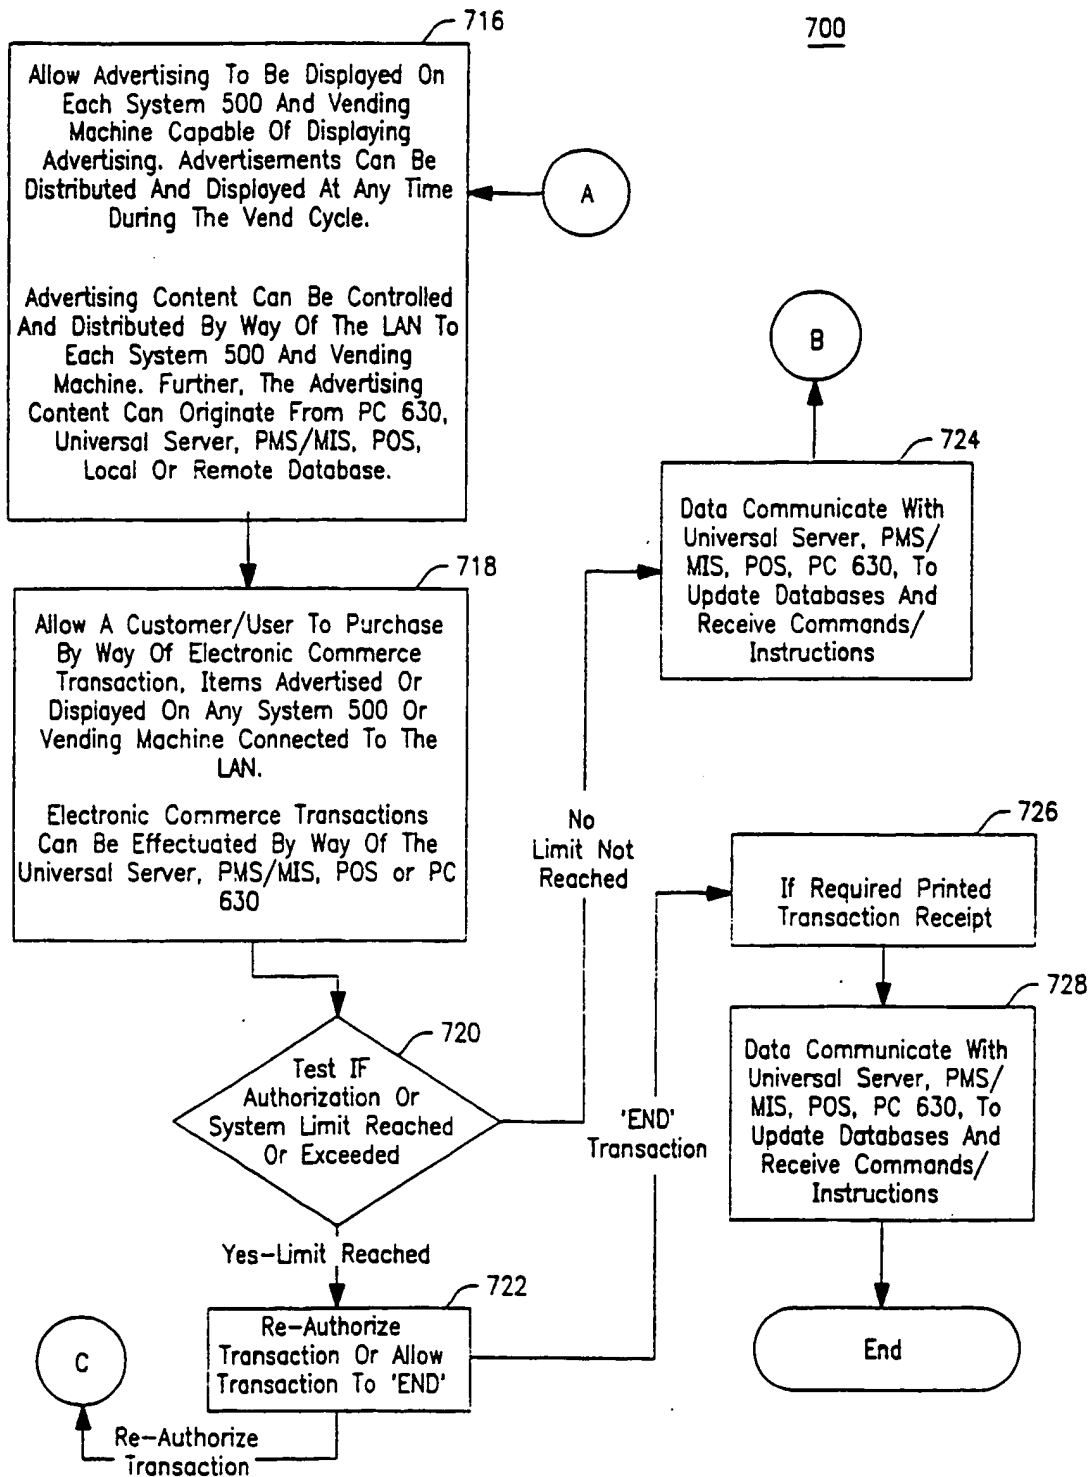 700
716
Allow Advertising To Be Displayed On
Each System 500 And Vending
Machine Capable Of Displaying
Advertising. Advertisements Can Be
Distributed And Displayed At Any Time
During The Vend Cycle.
Advertising Content Can Be Controlled
And Distributed By Way Of The LAN To
Each System 500 And Vending
Machine. Further, The Advertising
Content Can Originate From PC 630,
Universal Server, PMS/MIS, POS,
Local Or Remote Database.
A
B
718
Allow A Customer/User To Purchase
By Way Of Electronic Commerce
Transaction, Items Advertised Or
Displayed On Any System 500 Or
Vending Machine Connected To The
LAN.
Electronic Commerce Transactions
Can Be Effectuated By Way Of The
Universal Server, PMS/MIS, POS or PC
630
720
Test IF
Authorization Or
System Limit Reached
Or Exceeded
No
Limit Not
Reached
724
Data Communicate With
Universal Server, PMS/
MIS, POS, PC 630, To
Update Databases And
Receive Commands/
Instructions
Yes-Limit Reached
722
Re-Authorize
Transaction Or Allow
Transaction To 'END'
C
Re-Authorize
Transaction
'END'
Transaction
726
If Required Printed
Transaction Receipt
728
Data Communicate With
Universal Server, PMS/
MIS, POS, PC 630, To
Update Databases And
Receive Commands/
Instructions
End